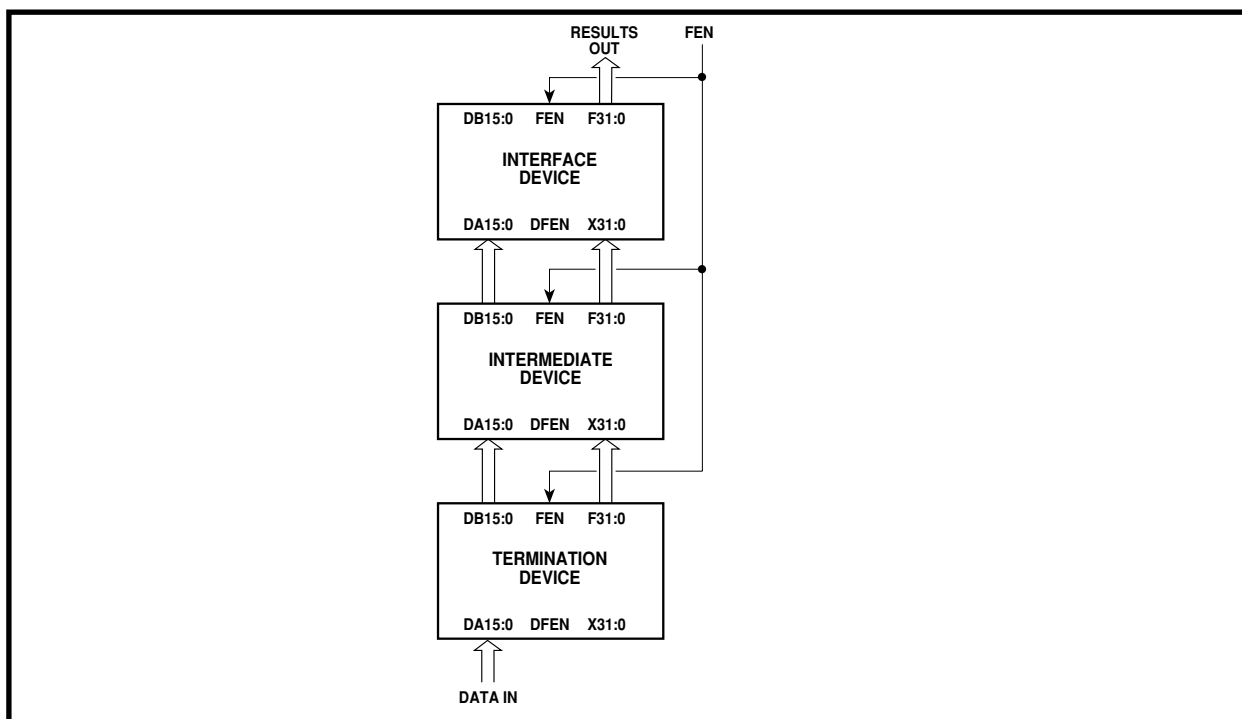 RESULTS
OUT
FEN
DB15:0 FEN F31:0
INTERFACE
DEVICE
DA15:0 DFEN X31:0
DB15:0 FEN F31:0
INTERMEDIATE
DEVICE
DA15:0 DFEN X31:0
DB15:0 FEN F31:0
TERMINATION
DEVICE
DA15:0 DFEN X31:0
DATA IN